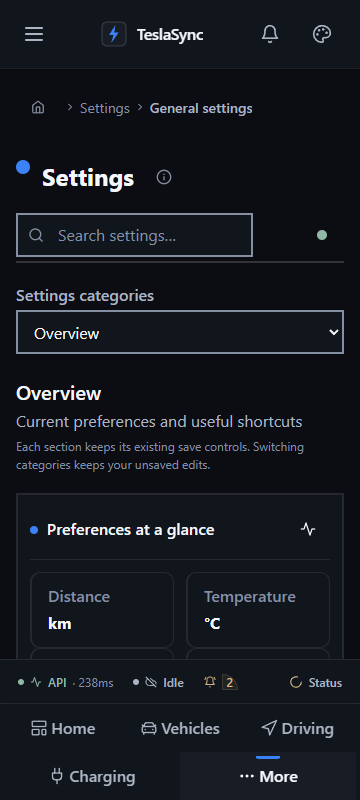 TeslaSync
Settings > General settings
Settings
Search settings...
Settings categories
Overview
Overview
Current preferences and useful shortcuts
Each section keeps its existing save controls. Switching
categories keeps your unsaved edits.
Preferences at a glance
Distance Temperature
km °C
API · 238ms Idle 2 Status
Home Vehicles Driving
Charging More